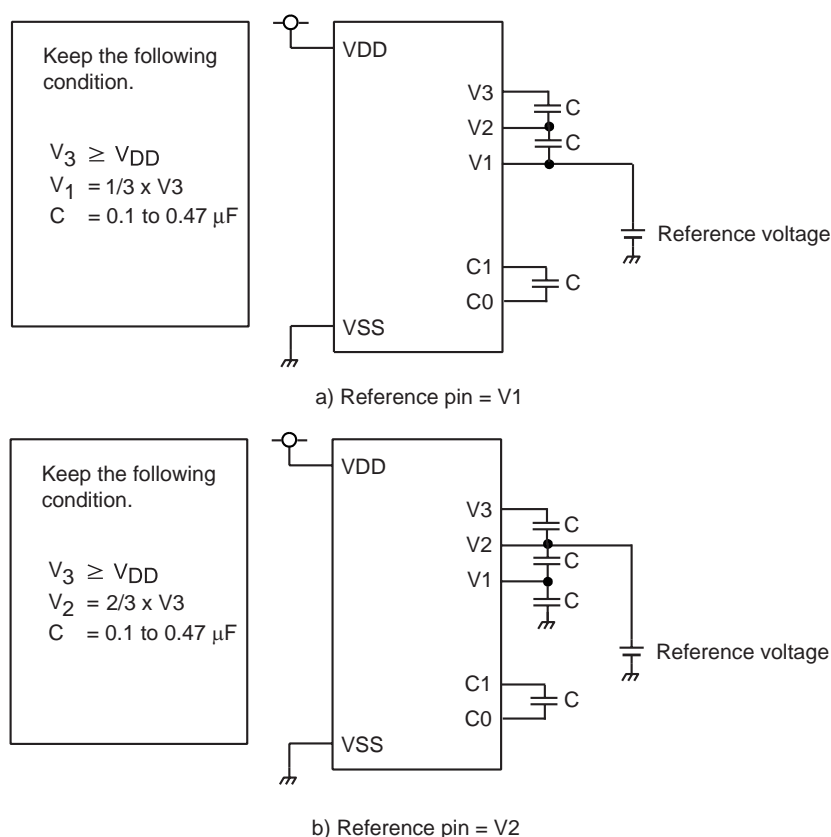 Keep the following
condition.
V3 ≥ VDD
V1 = 1/3 x V3
C = 0.1 to 0.47 μF
VDD
V3
C
V2
C
V1
Reference voltage
C1
C
C0
VSS
a) Reference pin = V1
Keep the following
condition.
V3 ≥ VDD
V2 = 2/3 x V3
C = 0.1 to 0.47 μF
VDD
V3
C
V2
C
V1
C
Reference voltage
C1
C
C0
VSS
b) Reference pin = V2